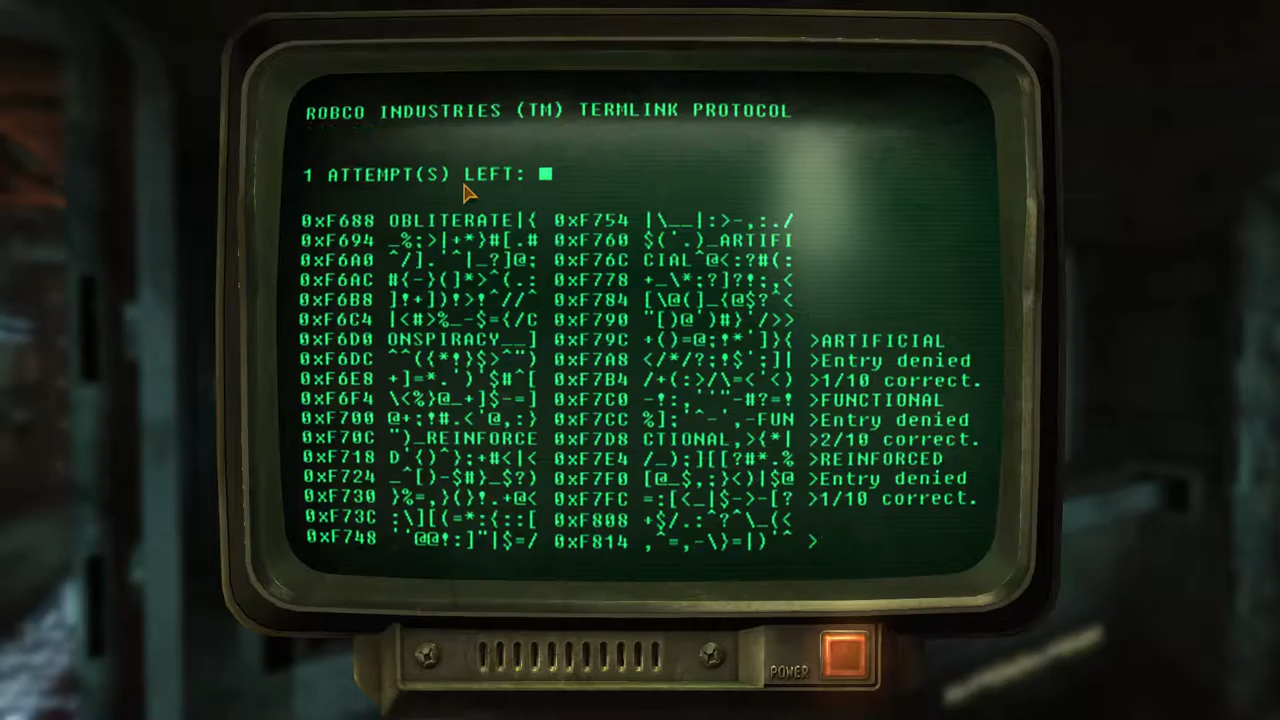 ROBCO INDUSTRIES (TM) TERMLINK PROTOCOL
1 ATTEMPT(S) LEFT:
0xF688 OBLITERATE|{ 0xF754 |\__|:>-,:./
0xF694 _%;>|+*}#[.# 0xF760 $('.)_ARTIFI
0xF6A0 ^/].'^|_?]@: 0xF76C CIAL^@<:?#(:
0xF6AC #{-}(]*>^(.: 0xF778 +_\*;?]?!;,<
0xF6B8 ]!+])!>!^//^ 0xF784 [\@(]_{@$?^<
0xF6C4 |<#>%_-$={/C 0xF790 "[)@')#}'/>>
0xF6D0 ONSPIRACY__] 0xF79C +()=@;!*']}{ >ARTIFICIAL
0xF6DC ^^({*!}$>^") 0xF7A8 </*/?;!$';]| >Entry denied
0xF6E8 +]=*.')'$#^[ 0xF7B4 /+(:>/\=<'<) >1/10 correct.
0xF6F4 \<%}@_+]$-=] 0xF7C0 -!:,''"-#?=! >FUNCTIONAL
0xF700 @+;!#.<'@,:} 0xF7CC %];'^-',-FUN >Entry denied
0xF70C ")_REINFORCE 0xF7D8 CTIONAL,>{*| >2/10 correct.
0xF718 D'{)^};+#<|< 0xF7E4 /_);][[?#*.% >REINFORCED
0xF724 _^[)-$#}_$?) 0xF7F0 [@_$,;}<)|$@ >Entry denied
0xF730 }%=,}(}!.+@< 0xF7FC =:[<_|$->-[? >1/10 correct.
0xF73C :\][(=*:{::[ 0xF808 +$/.:^?^\_(<
0xF748 ''@@!:]"|$=/ 0xF814 ,^=,-\}=|)'^ >
POWER